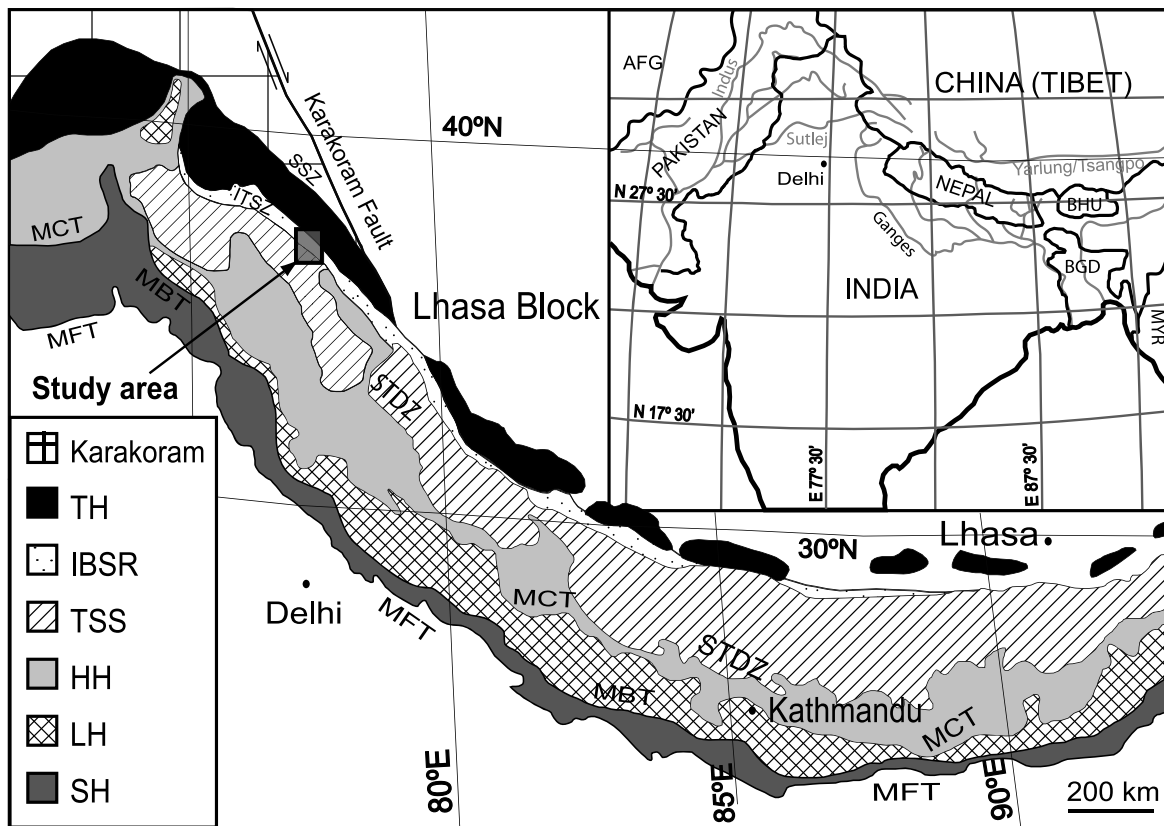 Karakoram Fault
SSZ
ITSZ
40ºN
MCT
MBT
MFT
Study area
Lhasa Block
STDZ
AFG
Indus
CHINA (TIBET)
PAKISTAN
Sutlej
Delhi
Yarlung/Tsangpo
N 27º 30'
NEPAL
BHU
Ganges
BGD
INDIA
MYR
N 17º 30'
E 77º 30'
E 87º 30'
Karakoram
TH
IBSR
TSS
HH
LH
SH
Delhi
MFT
30ºN
Lhasa
MCT
STDZ
MBT
Kathmandu
MCT
MFT
80ºE
85ºE
90ºE
200 km